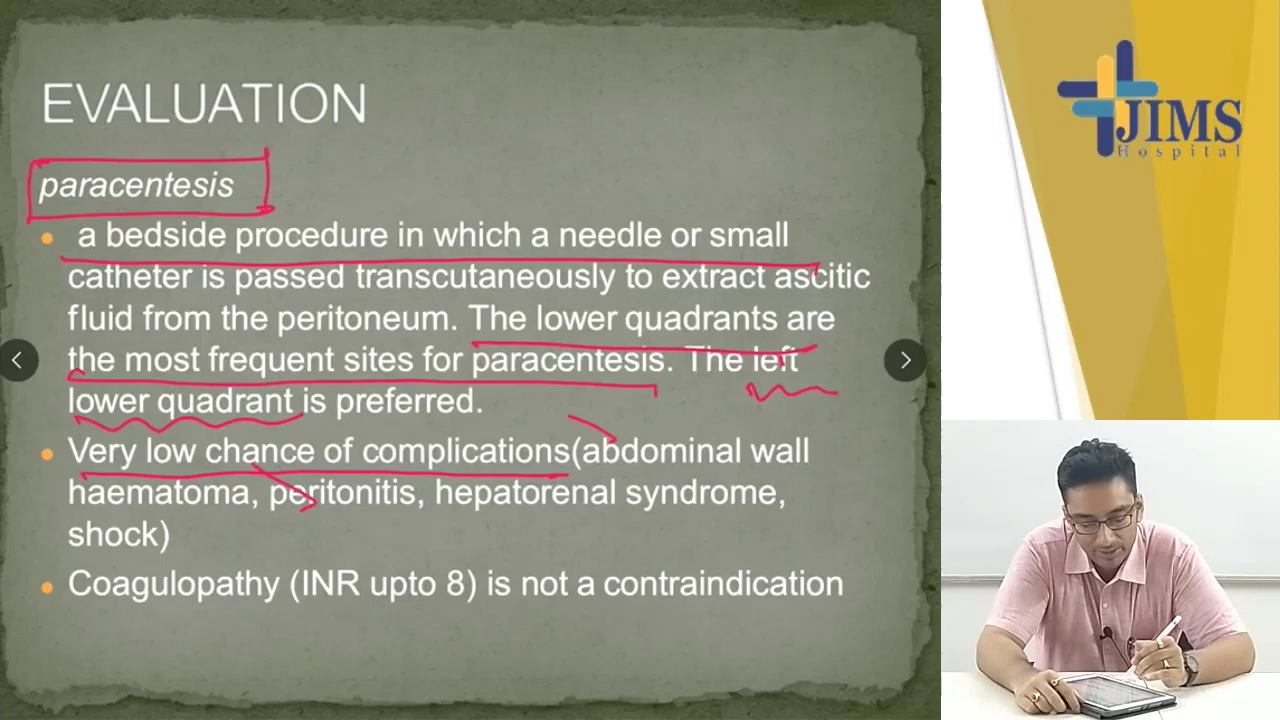 EVALUATION
paracentesis
• a bedside procedure in which a needle or small
catheter is passed transcutaneously to extract ascitic
fluid from the peritoneum. The lower quadrants are
the most frequent sites for paracentesis. The left
lower quadrant is preferred.
• Very low chance of complications(abdominal wall
haematoma, peritonitis, hepatorenal syndrome,
shock)
• Coagulopathy (INR upto 8) is not a contraindication
JIMS
Hospital